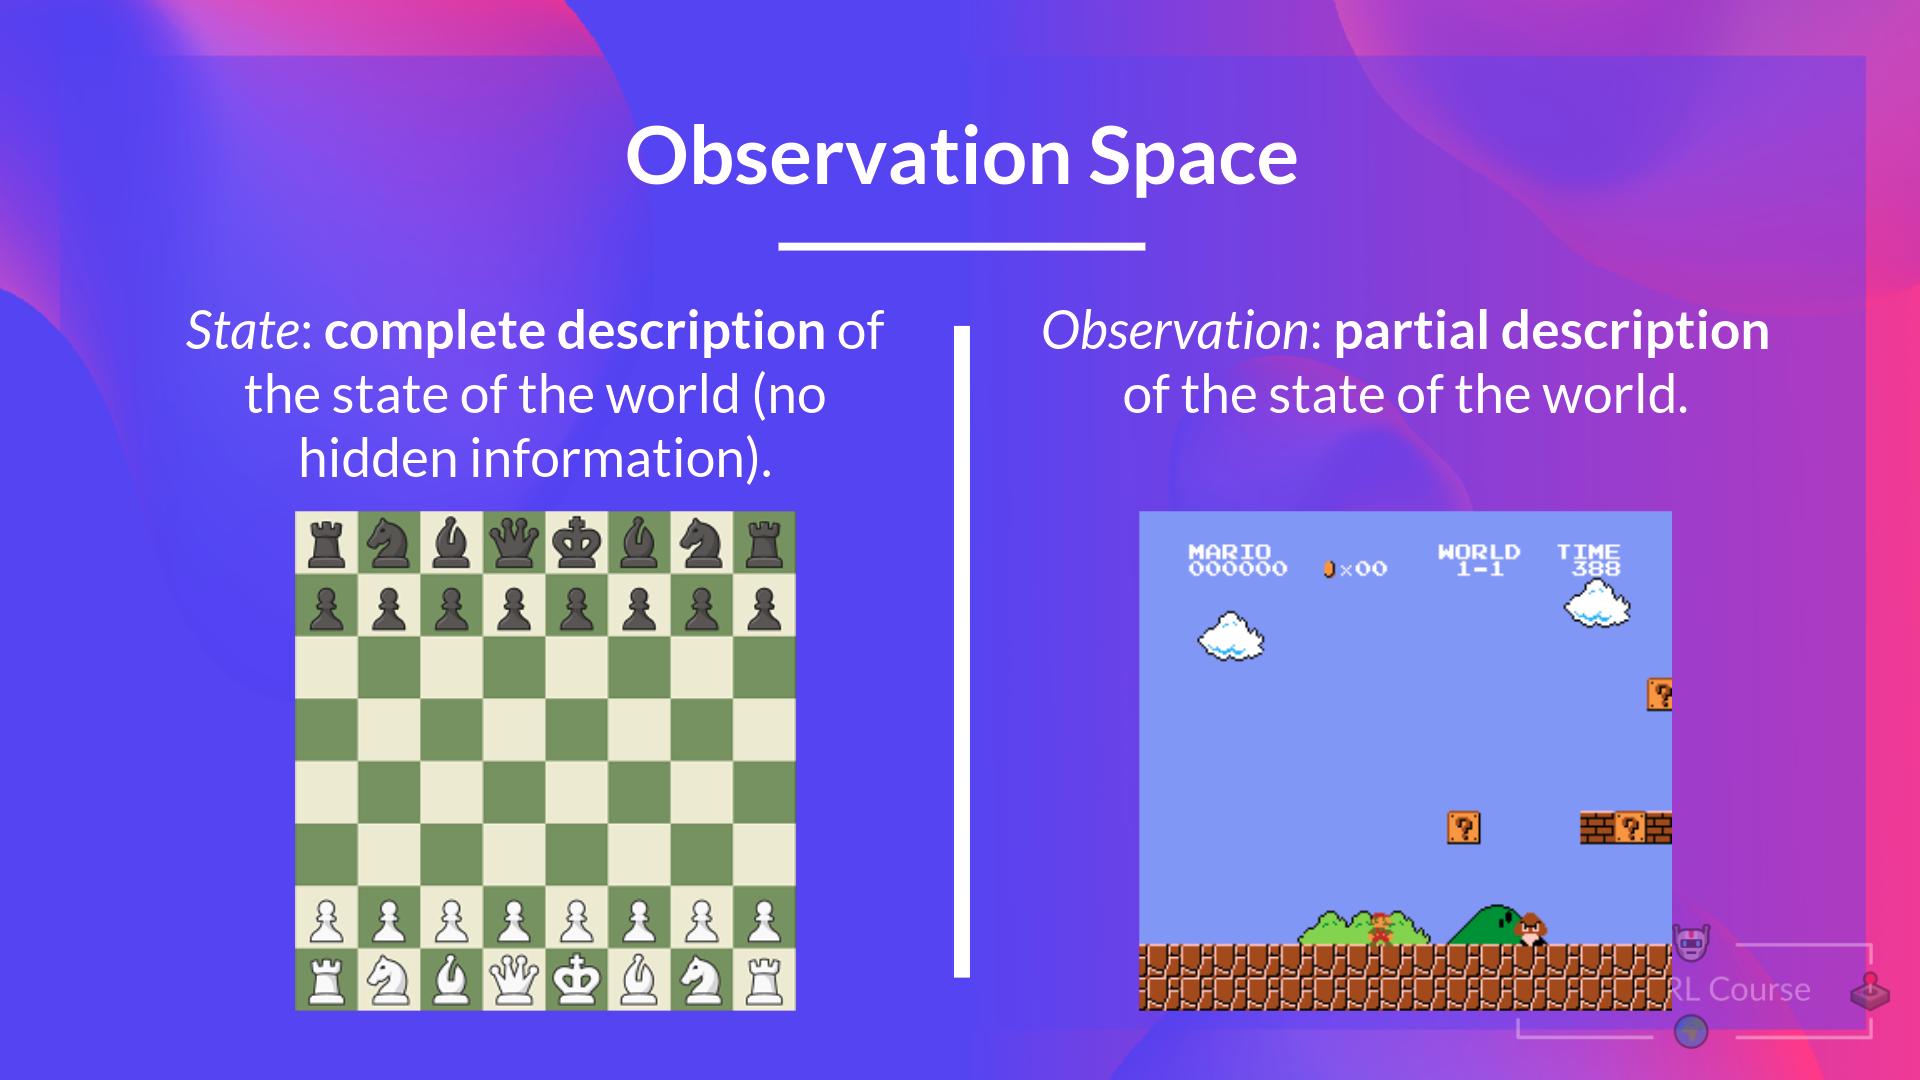 Observation Space
State: complete description of
the state of the world (no
hidden information).
Observation: partial description
of the state of the world.
MARIO
000000
×00
WORLD
1-1
TIME
388
?
?
?
RL Course